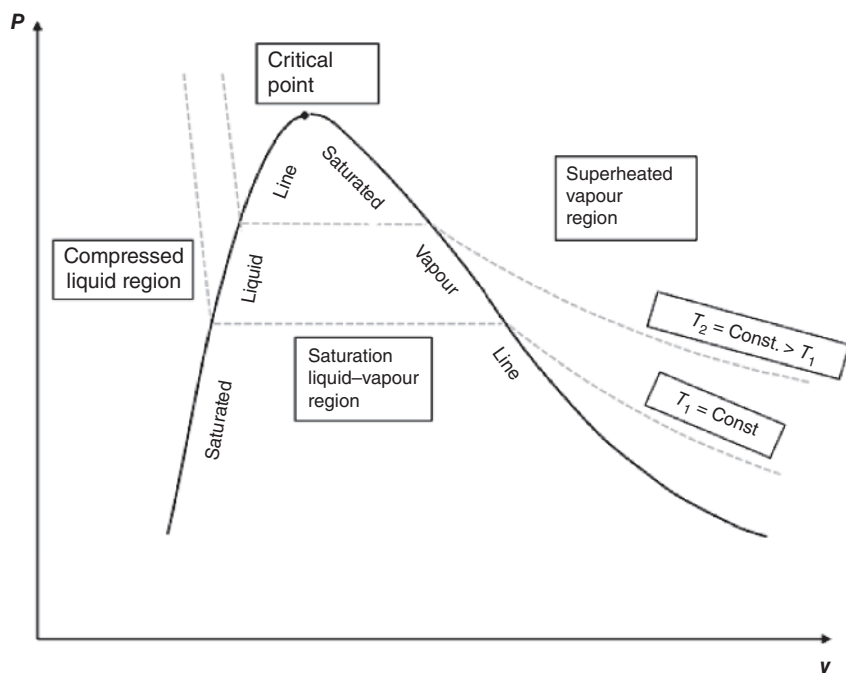 P
Critical
point
Saturated
Line
Superheated
vapour
region
Compressed
liquid region
Liquid
Vapour
T₂ = Const. > T₁
Saturation
liquid–vapour
region
Line
Saturated
T₁ = Const
v